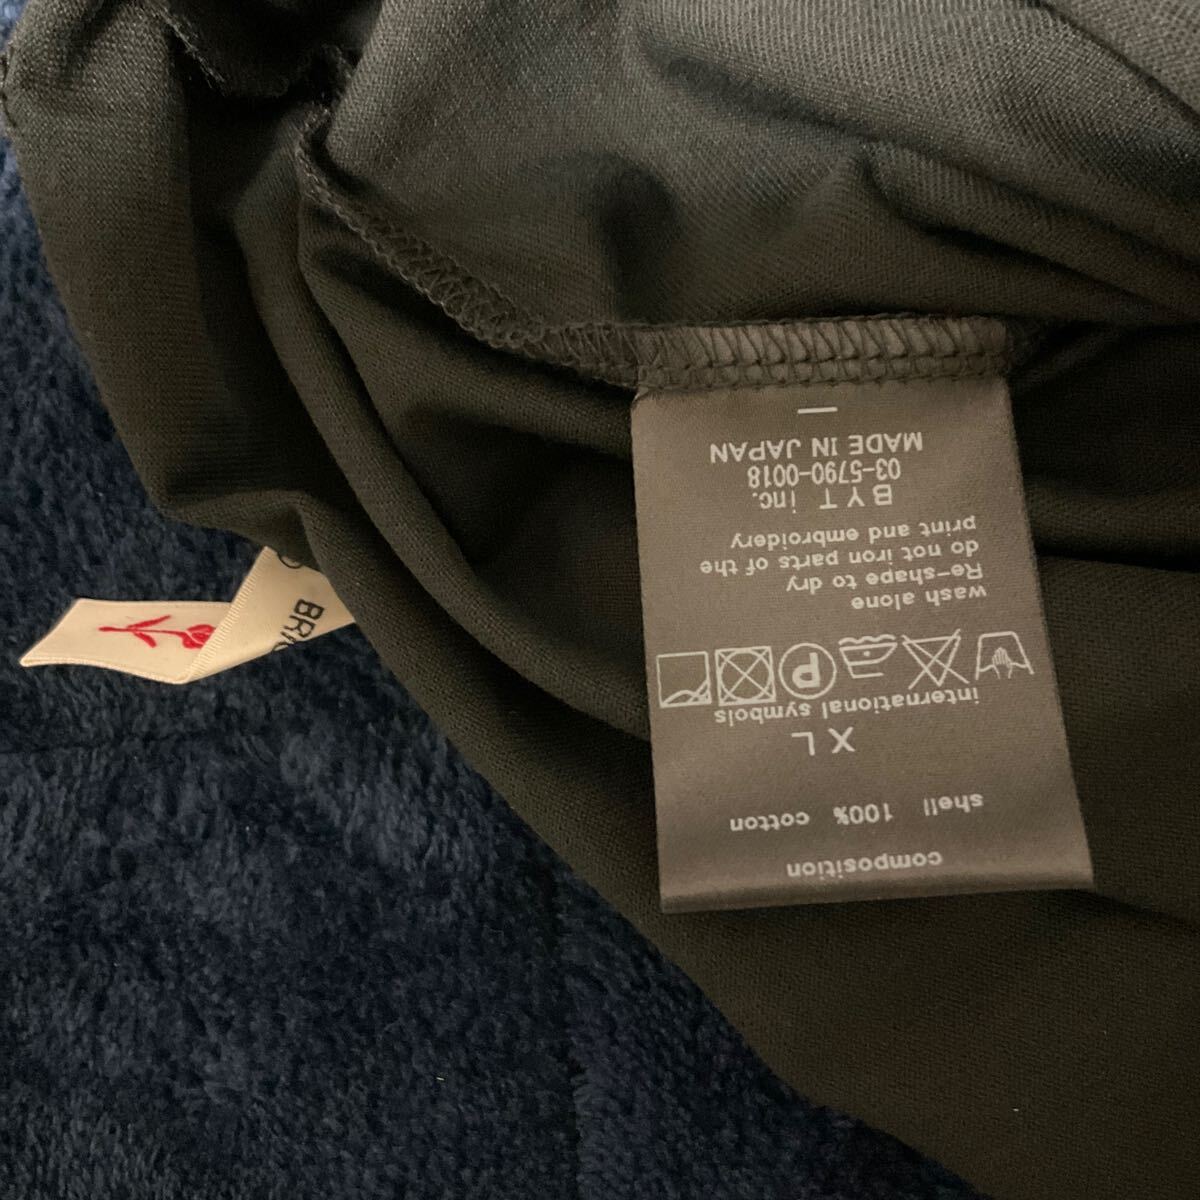 composition
shell 100% cotton
XL
international symbols
P
wash alone
Re-shape to dry
do not iron parts of the
print and embroidery
BYT inc.
03-5790-0018
MADE IN JAPAN